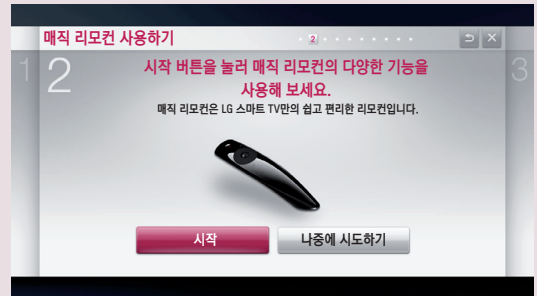 매직 리모컨 사용하기
2
1
2
3
시작 버튼을 눌러 매직 리모컨의 다양한 기능을
사용해 보세요.
매직 리모컨은 LG 스마트 TV만의 쉽고 편리한 리모컨입니다.
시작
나중에 시도하기